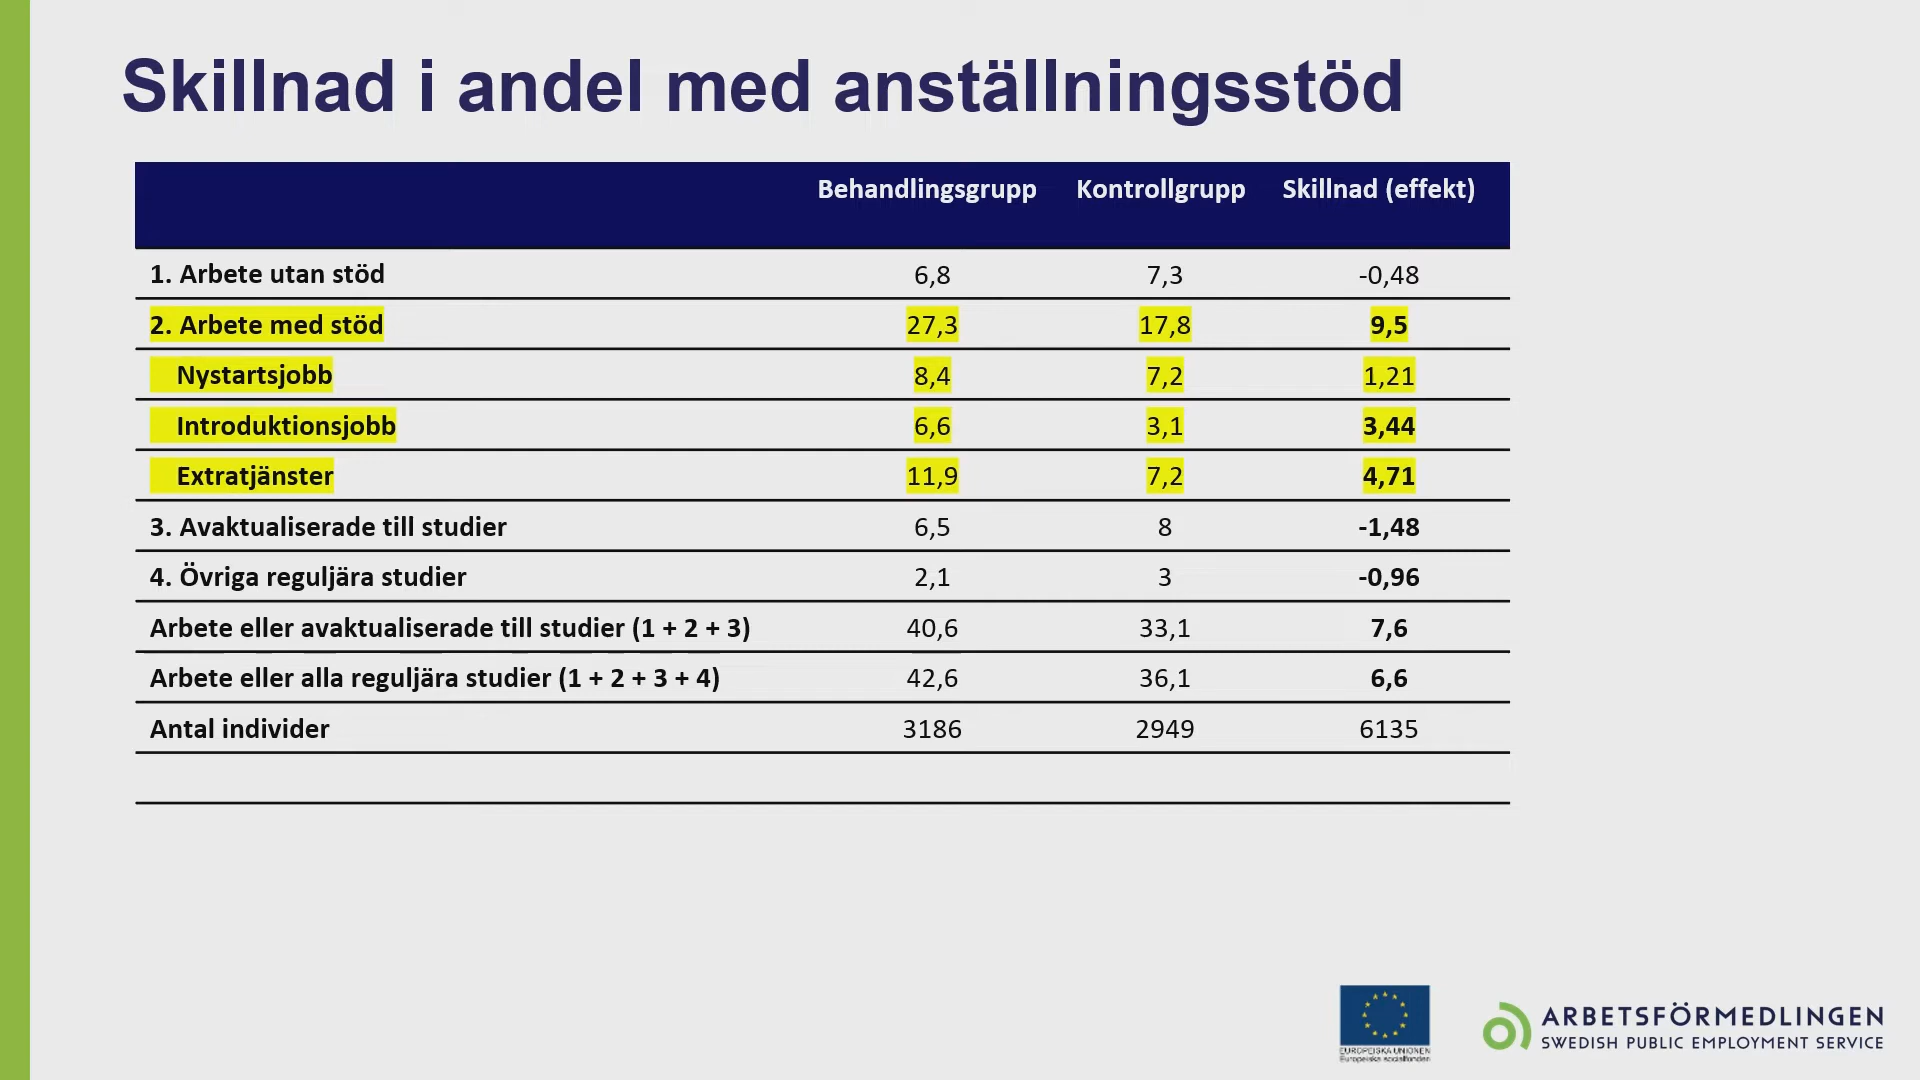 Skillnad i andel med anställningsstöd
Behandlingsgrupp Kontrollgrupp Skillnad (effekt)
1. Arbete utan stöd 6,8 7,3 -0,48
2. Arbete med stöd 27,3 17,8 9,5
Nystartsjobb 8,4 7,2 1,21
Introduktionsjobb 6,6 3,1 3,44
Extratjänster 11,9 7,2 4,71
3. Avaktualiserade till studier 6,5 8 -1,48
4. Övriga reguljära studier 2,1 3 -0,96
Arbete eller avaktualiserade till studier (1 + 2 + 3) 40,6 33,1 7,6
Arbete eller alla reguljära studier (1 + 2 + 3 + 4) 42,6 36,1 6,6
Antal individer 3186 2949 6135
EUROPEISKA UNIONEN
Europeiska socialfonden
ARBETSFÖRMEDLINGEN
SWEDISH PUBLIC EMPLOYMENT SERVICE